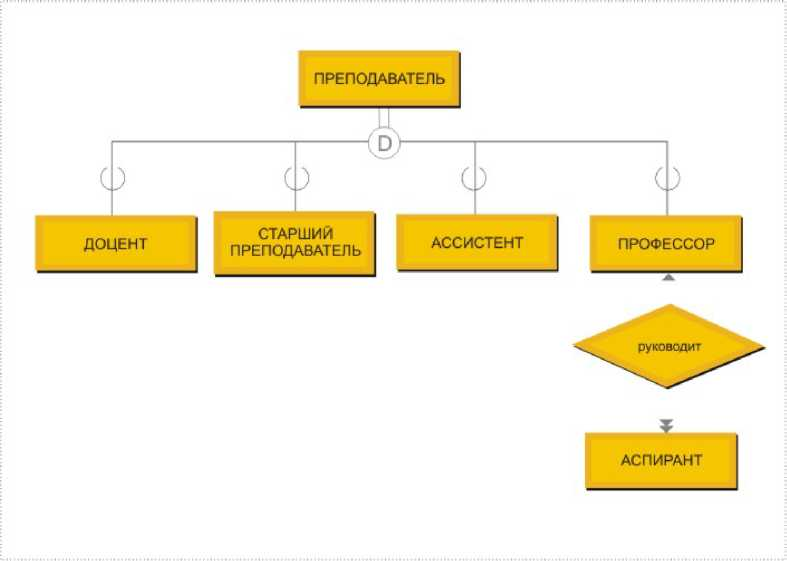 ПРЕПОДАВАТЕЛЬ
D
ДОЦЕНТ
СТАРШИЙ
ПРЕПОДАВАТЕЛЬ
АССИСТЕНТ
ПРОФЕССОР
руководит
АСПИРАНТ